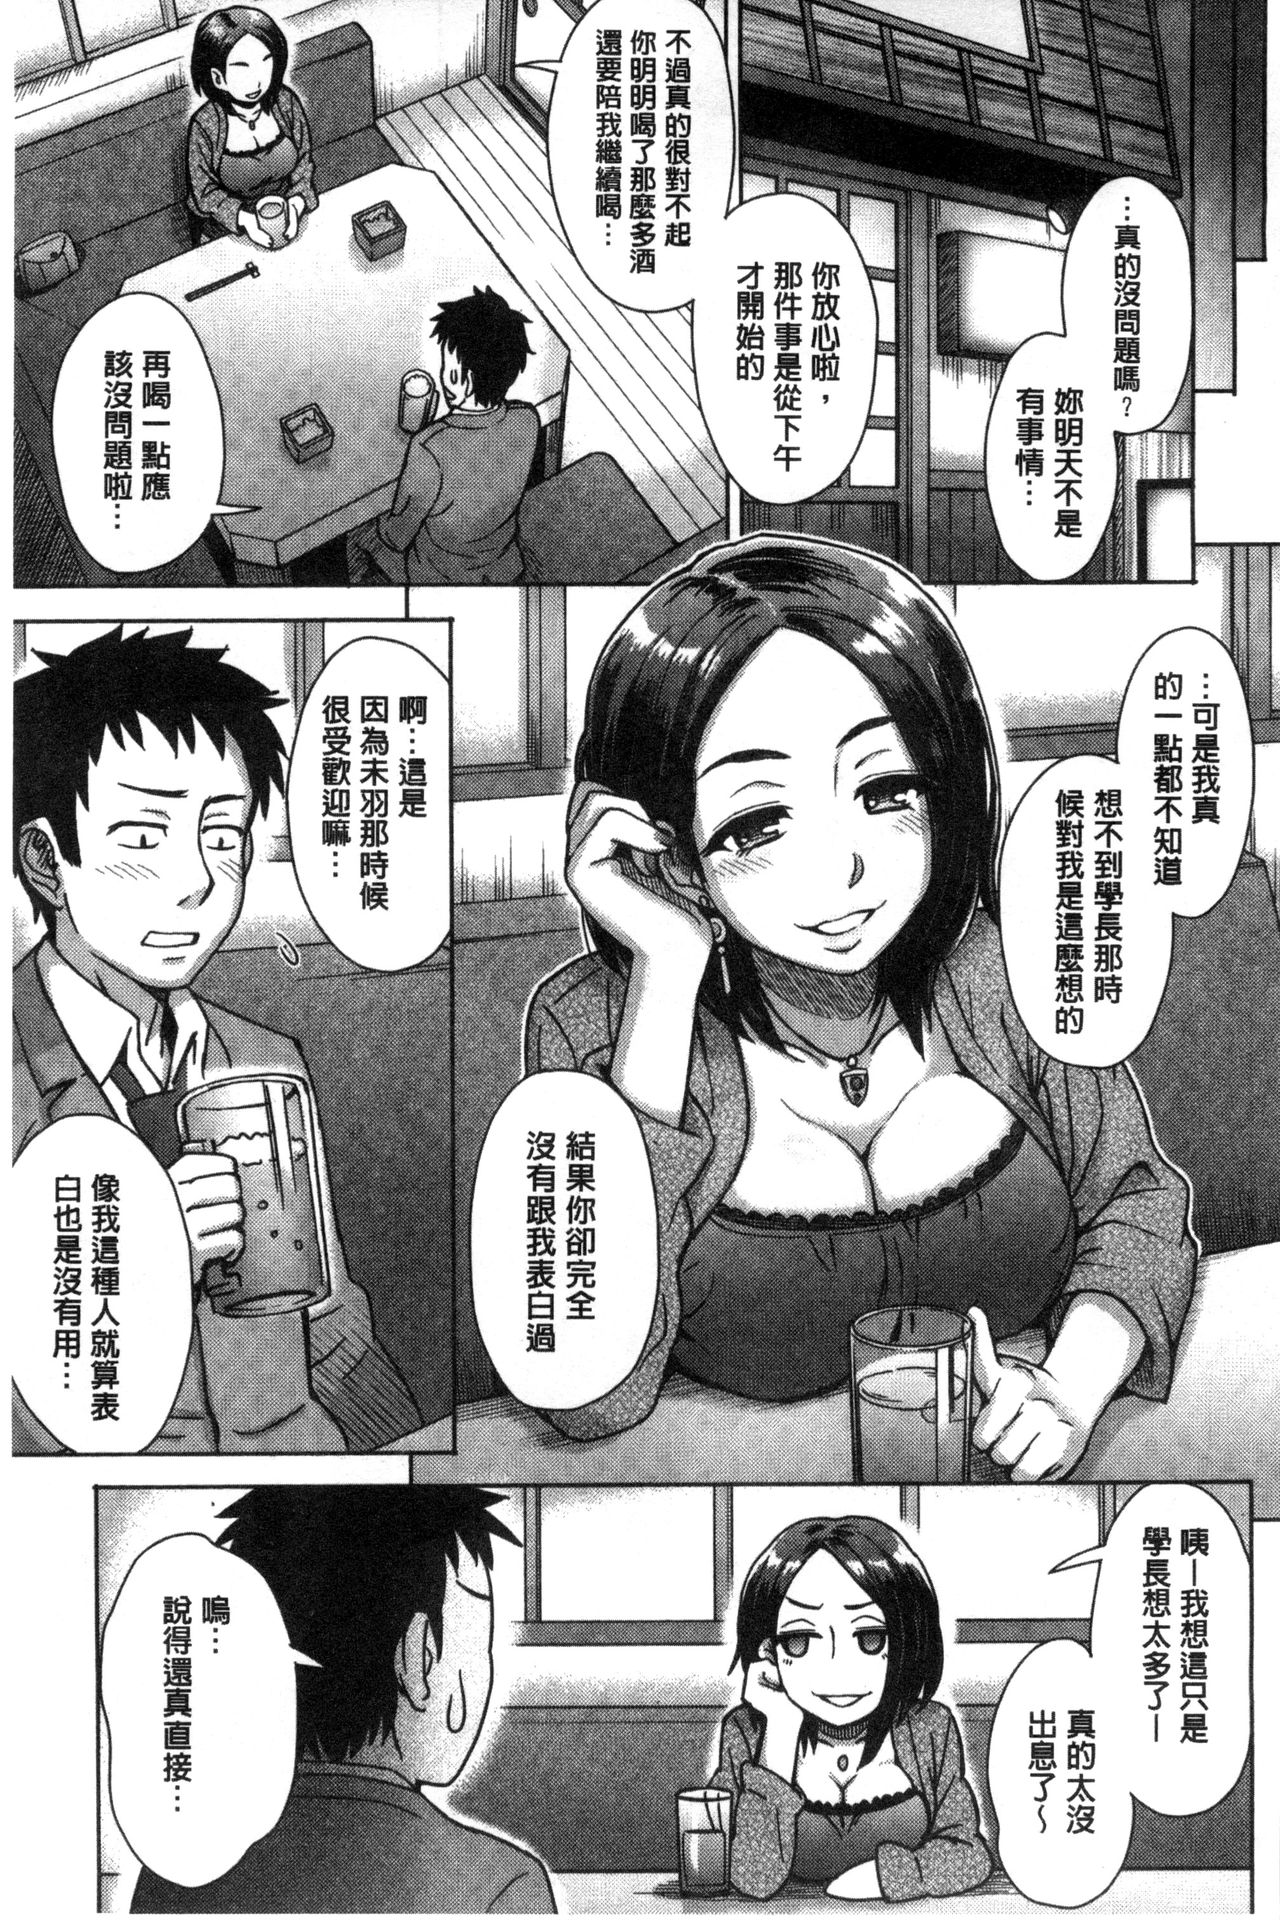 …真的沒問題嗎？
妳明天不是
有事情…
你放心啦，
那件事是從下午
才開始的
不過真的很對不起
你明明喝了那麼多酒
還要陪我繼續喝…
再喝一點應
該沒問題啦…
…可是我真
的一點都不知道
想不到學長那時
候對我是這麼想的
結果你卻完全
沒有跟我表白過
啊…這是
因為未羽那時候
很受歡迎嘛…
像我這種人就算表
白也是沒有用…
咦—我想這只是
學長想太多了—
真的太沒
出息了～
嗚…
說得還真直接…